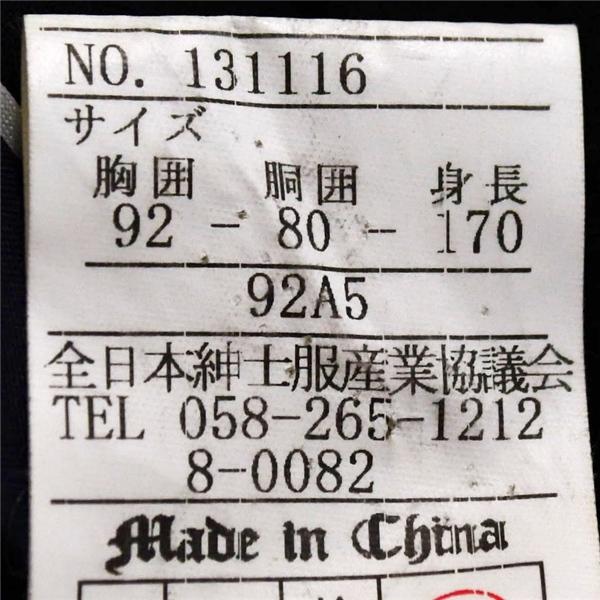 NO. 131116
サイズ
胸囲 胴囲 身長
92 - 80 - 170
92A5
全日本紳士服産業協議会
TEL 058-265-1212
8-0082
Made in China